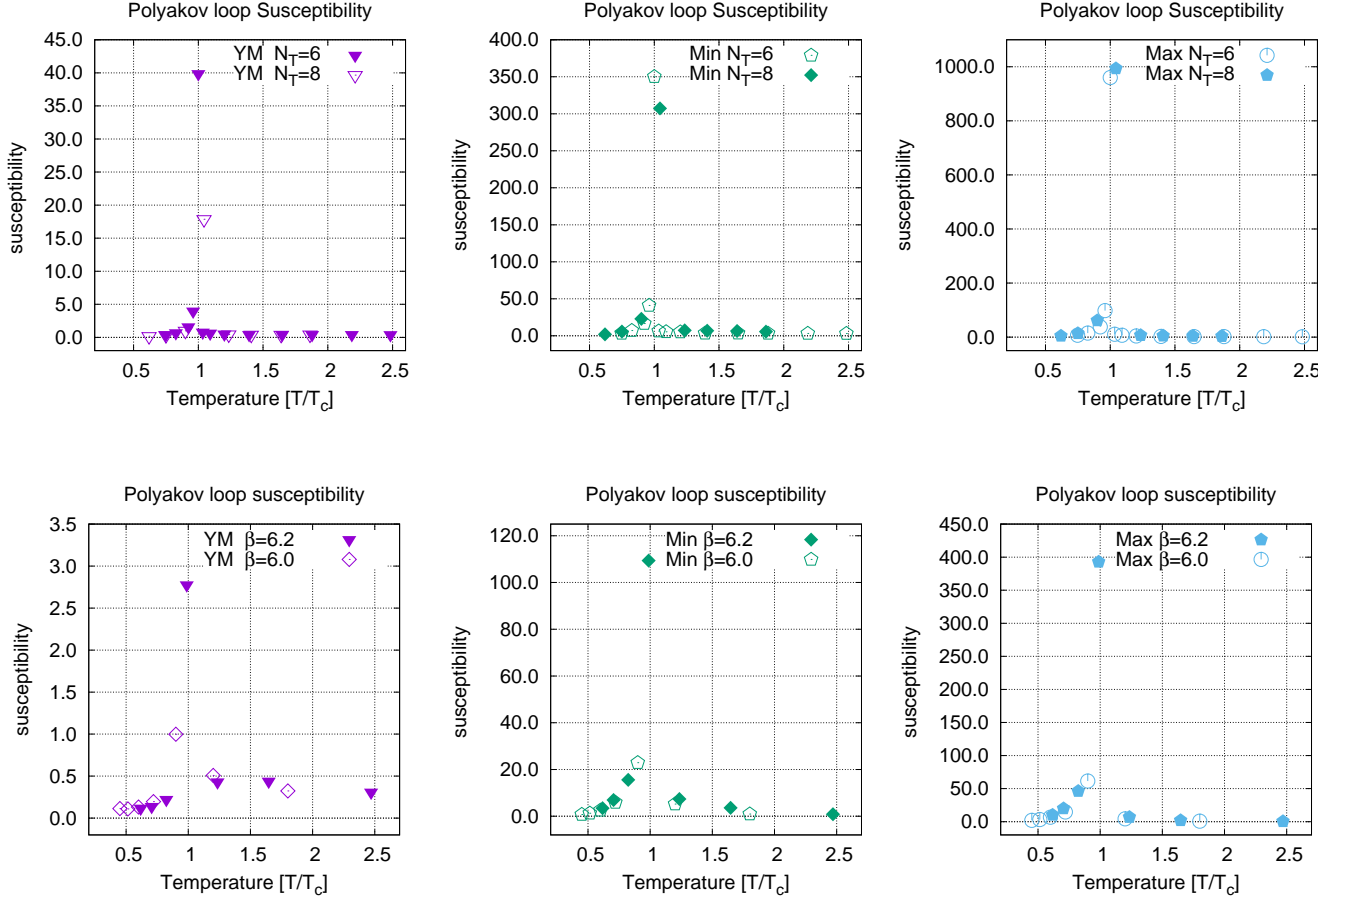 Polyakov loop Susceptibility
45.0
40.0
35.0
30.0
25.0
20.0
15.0
10.0
5.0
0.0
susceptibility
YM N_T=6
YM N_T=8
0.5 1 1.5 2 2.5
Temperature [T/T_c]
Polyakov loop Susceptibility
400.0
350.0
300.0
250.0
200.0
150.0
100.0
50.0
0.0
susceptibility
Min N_T=6
Min N_T=8
0.5 1 1.5 2 2.5
Temperature [T/T_c]
Polyakov loop Susceptibility
1000.0
800.0
600.0
400.0
200.0
0.0
susceptibility
Max N_T=6
Max N_T=8
0.5 1 1.5 2 2.5
Temperature [T/T_c]
Polyakov loop susceptibility
3.5
3.0
2.5
2.0
1.5
1.0
0.5
0.0
susceptibility
YM β=6.2
YM β=6.0
0.5 1 1.5 2 2.5
Temperature [T/T_c]
Polyakov loop susceptibility
120.0
100.0
80.0
60.0
40.0
20.0
0.0
susceptibility
Min β=6.2
Min β=6.0
0.5 1 1.5 2 2.5
Temperature [T/T_c]
Polyakov loop susceptibility
450.0
400.0
350.0
300.0
250.0
200.0
150.0
100.0
50.0
0.0
susceptibility
Max β=6.2
Max β=6.0
0.5 1 1.5 2 2.5
Temperature [T/T_c]